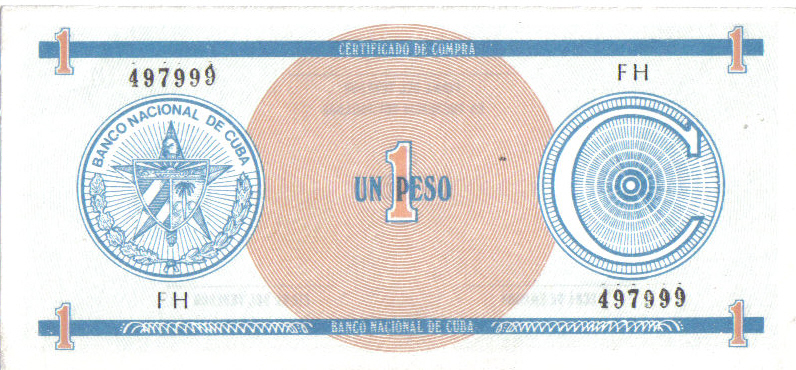 1 CERTIFICADO DE COMPRA 1
497999 FH
BANCO NACIONAL DE CUBA
C
UN PESO
1
FH 497999
1 BANCO NACIONAL DE CUBA 1